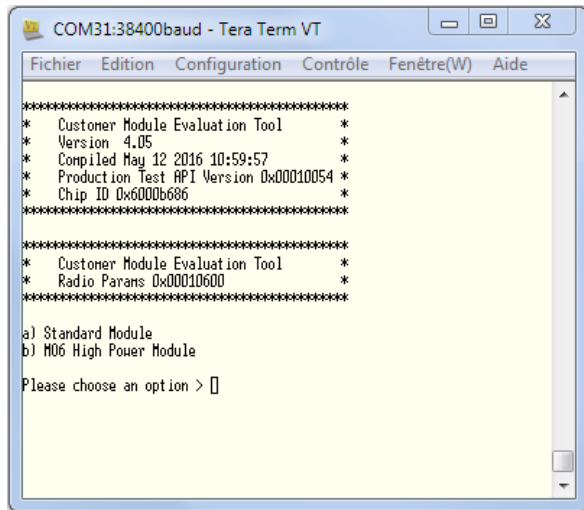 COM31:38400baud - Tera Term VT
Fichier Edition Configuration Contrôle Fenêtre(W) Aide
*********************************************
* Customer Module Evaluation Tool *
* Version 4.05 *
* Compiled May 12 2016 10:59:57 *
* Production Test API Version 0x00010054 *
* Chip ID 0x6000b686 *
*********************************************
*********************************************
* Customer Module Evaluation Tool *
* Radio Params 0x00010600 *
*********************************************
a) Standard Module
b) M06 High Power Module
Please choose an option >